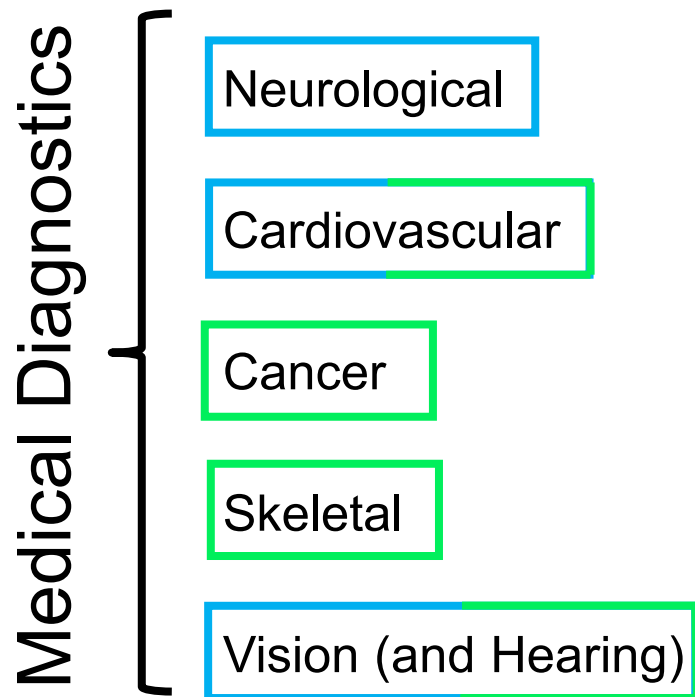 Medical Diagnostics
Neurological
Cardiovascular
Cancer
Skeletal
Vision (and Hearing)